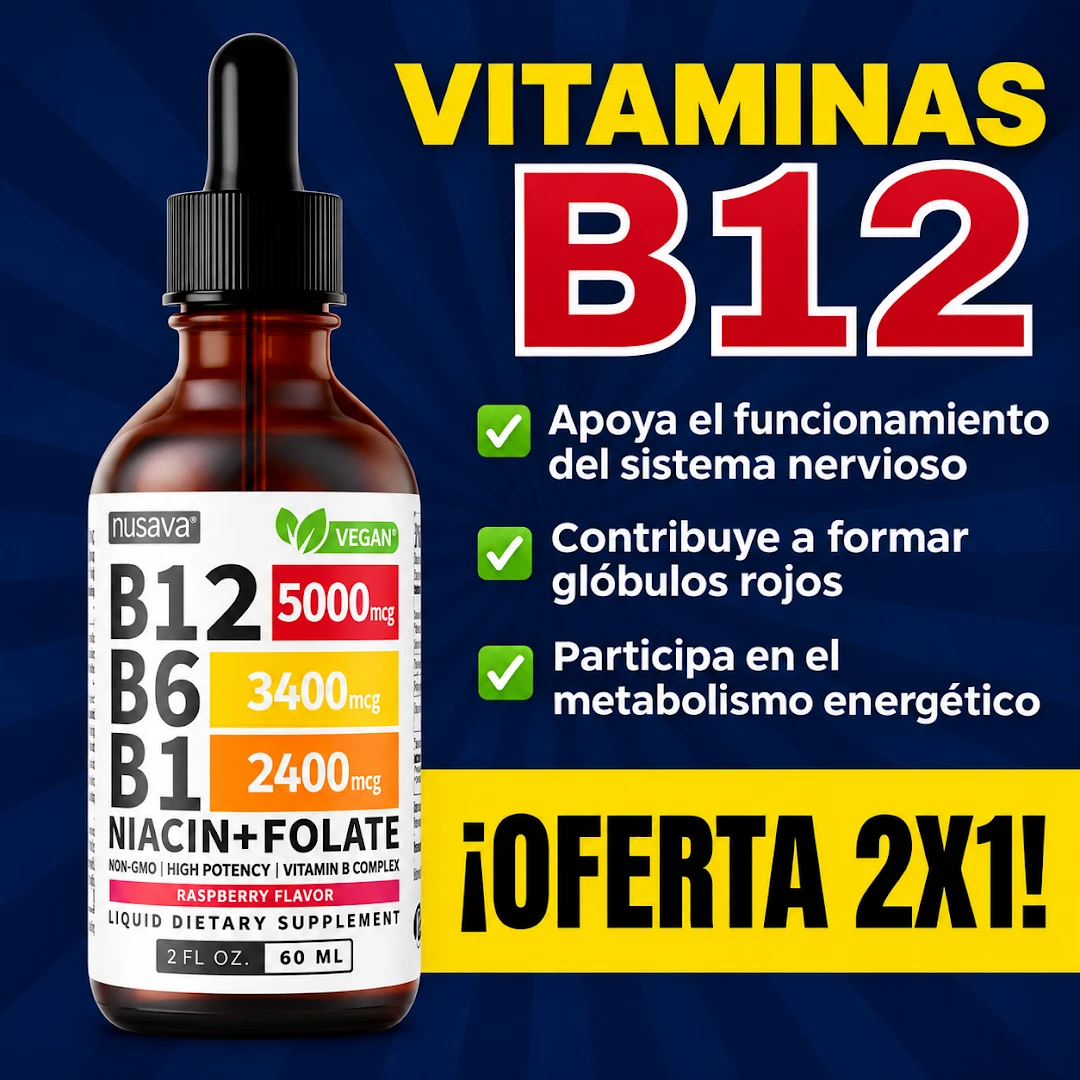 VITAMINAS
B12
Apoya el funcionamiento
del sistema nervioso
Contribuye a formar
glóbulos rojos
Participa en el
metabolismo energético
¡OFERTA 2X1!
nusava®
VEGAN®
B12 5000mcg
B6 3400mcg
B1 2400mcg
NIACIN+FOLATE
NON-GMO | HIGH POTENCY | VITAMIN B COMPLEX
RASPBERRY FLAVOR
LIQUID DIETARY SUPPLEMENT
2 FL OZ. 60 ML